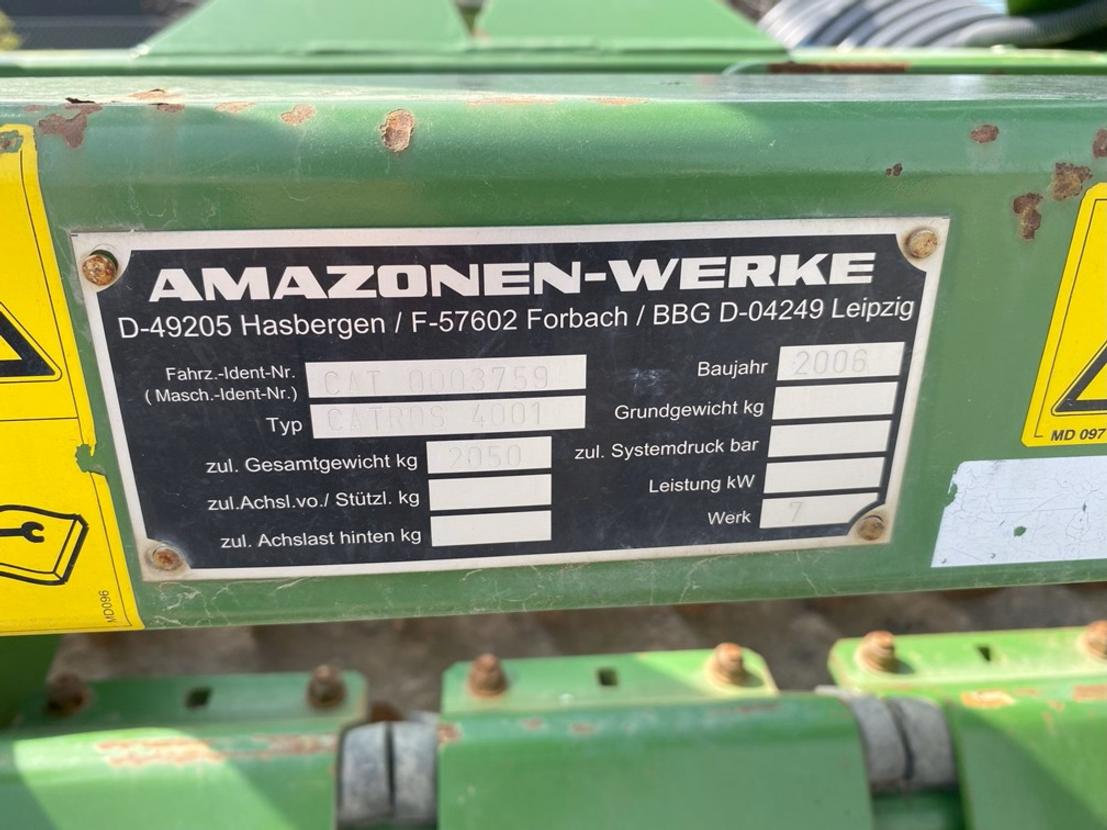 AMAZONEN-WERKE
D-49205 Hasbergen / F-57602 Forbach / BBG D-04249 Leipzig
Fahrz.-Ident-Nr.
(Masch.-Ident-Nr.) CAT 0003759
Typ CATROS 4001
zul. Gesamtgewicht kg 2050
zul.Achsl.vo./ Stützl. kg
zul. Achslast hinten kg
Baujahr 2006
Grundgewicht kg
zul. Systemdruck bar
Leistung kW
Werk 7
MD 097
MD096